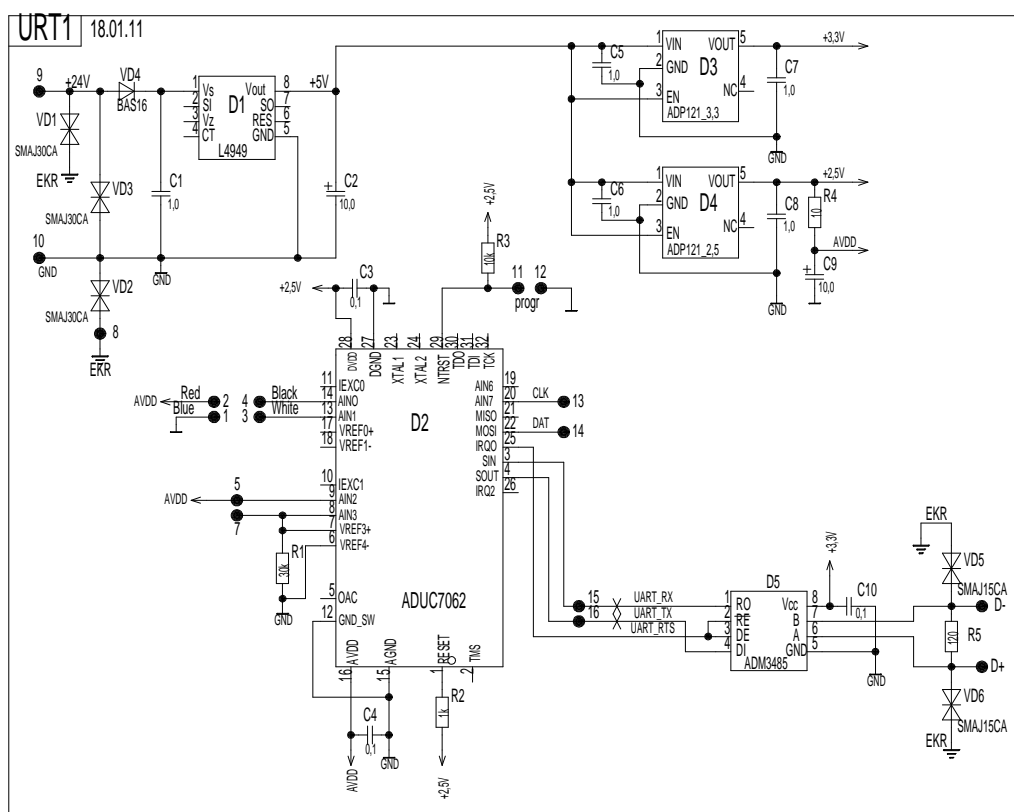 URT1 18.01.11
9 +24V VD4 BAS16
VD1 SMAJ30CA EKR
VD3 SMAJ30CA
10 GND
VD2 SMAJ30CA
8 EKR
C1 1,0
1 Vs Vout 8
2 SI SO 7
3 Vz RES 6
4 CT GND 5
D1
L4949
+5V
C2 + 10,0
GND
C5 1,0
1 VIN VOUT 5
2 GND
3 EN NC 4
D3
ADP121_3,3
+3,3V
C7 1,0
GND
C6 1,0
1 VIN VOUT 5
2 GND
3 EN NC 4
D4
ADP121_2,5
+2,5V
C8 1,0
GND
R4 10
AVDD
C9 + 10,0
+2,5V
R3 10k
11 12
progr
+2,5V
C3 0,1
28 27 23 24 29 30 31 32
DVDD DGND XTAL1 XTAL2 NTRST TDO TDI TCK
11 IEXC0
14 AIN0
13 AIN1
17 VREF0+
18 VREF1-
10 IEXC1
9 AIN2
8 AIN3
7 VREF3+
6 VREF4-
5 OAC
12 GND_SW
D2
ADUC7062
AIN6 19
AIN7 20
MISO 21
MOSI 22
IRQO 25
SIN 3
SOUT 4
IRQ2 26
AVDD AGND RESET TMS
16 15 1 2
AVDD Red 2 4 Black
Blue 1 3 White
AVDD 5
7
R1 30k
GND
CLK 13
DAT 14
C4 0,1
AVDD GND
R2 1k
+2,5V
15 UART_RX
16 UART_TX
UART_RTS
D5
1 RO Vcc 8
2 RE B 7
3 DE A 6
4 DI GND 5
ADM3485
+3,3V
C10 0,1
GND
EKR
VD5 SMAJ15CA
D-
R5 120
D+
VD6 SMAJ15CA
EKR